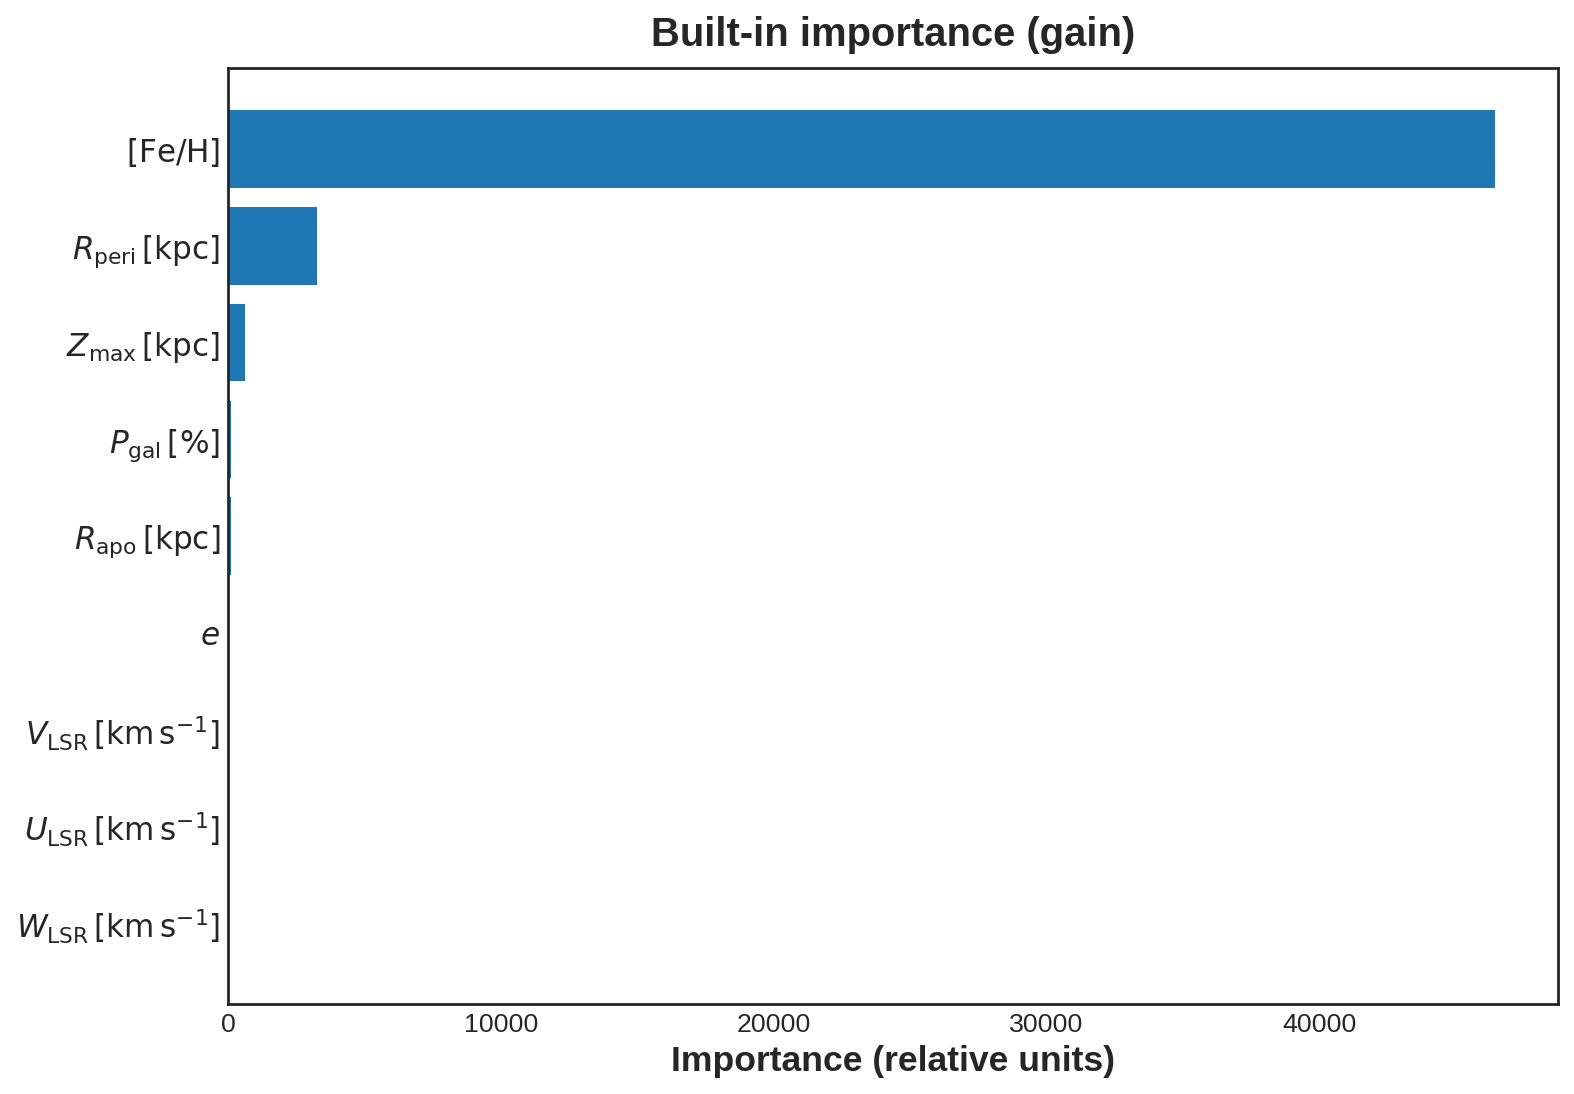 Built-in importance (gain)
[Fe/H]
R_peri [kpc]
Z_max [kpc]
P_gal [%]
R_apo [kpc]
e
V_LSR [km s⁻¹]
U_LSR [km s⁻¹]
W_LSR [km s⁻¹]
0 10000 20000 30000 40000
Importance (relative units)